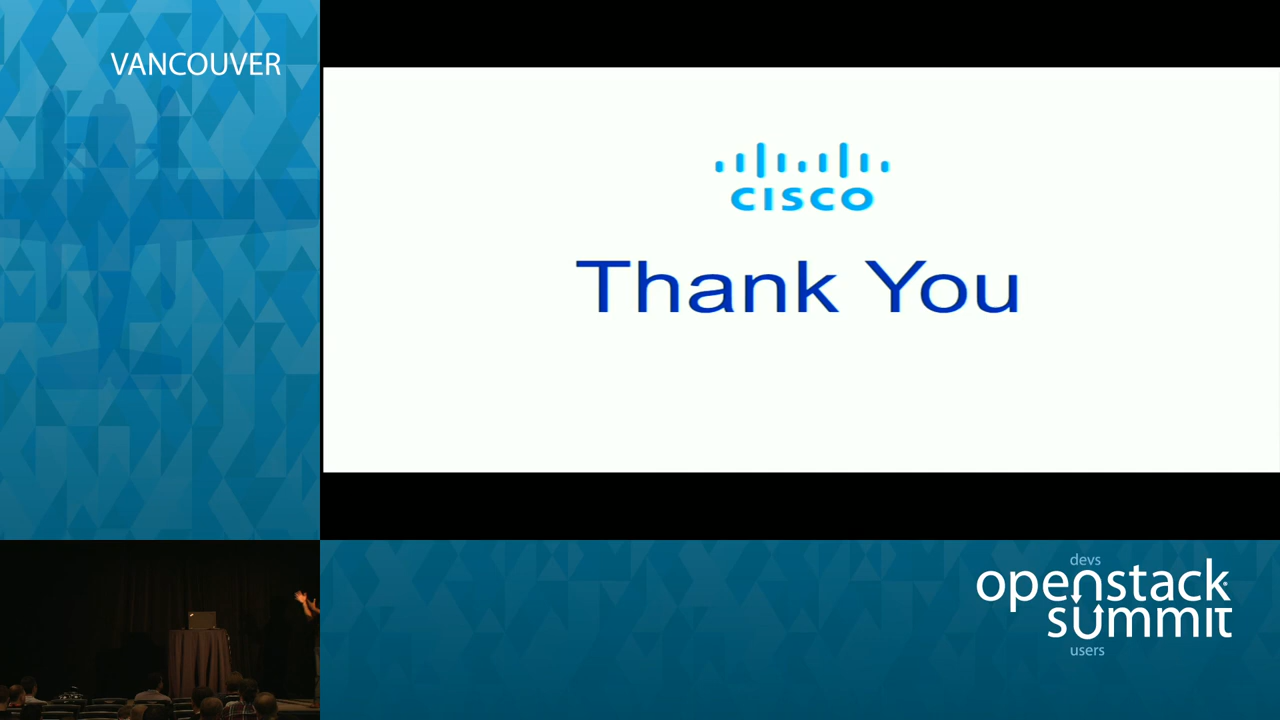 VANCOUVER
CISCO
Thank You
devs
openstack
summit
users